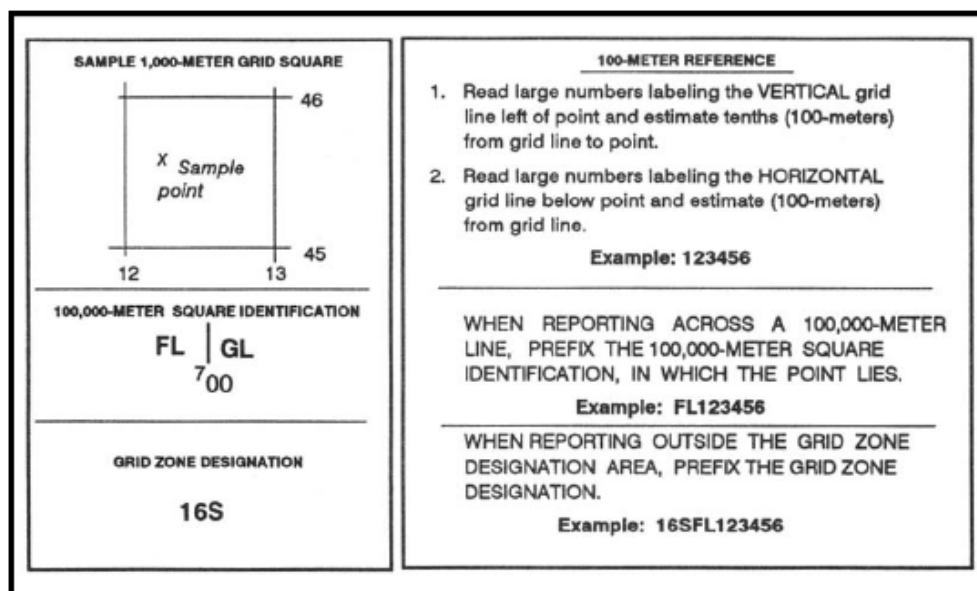 SAMPLE 1,000-METER GRID SQUARE
46
x Sample
point
45
12 13
100,000-METER SQUARE IDENTIFICATION
FL | GL
700
GRID ZONE DESIGNATION
16S
100-METER REFERENCE
1. Read large numbers labeling the VERTICAL grid
line left of point and estimate tenths (100-meters)
from grid line to point.
2. Read large numbers labeling the HORIZONTAL
grid line below point and estimate (100-meters)
from grid line.
Example: 123456
WHEN REPORTING ACROSS A 100,000-METER
LINE, PREFIX THE 100,000-METER SQUARE
IDENTIFICATION, IN WHICH THE POINT LIES.
Example: FL123456
WHEN REPORTING OUTSIDE THE GRID ZONE
DESIGNATION AREA, PREFIX THE GRID ZONE
DESIGNATION.
Example: 16SFL123456